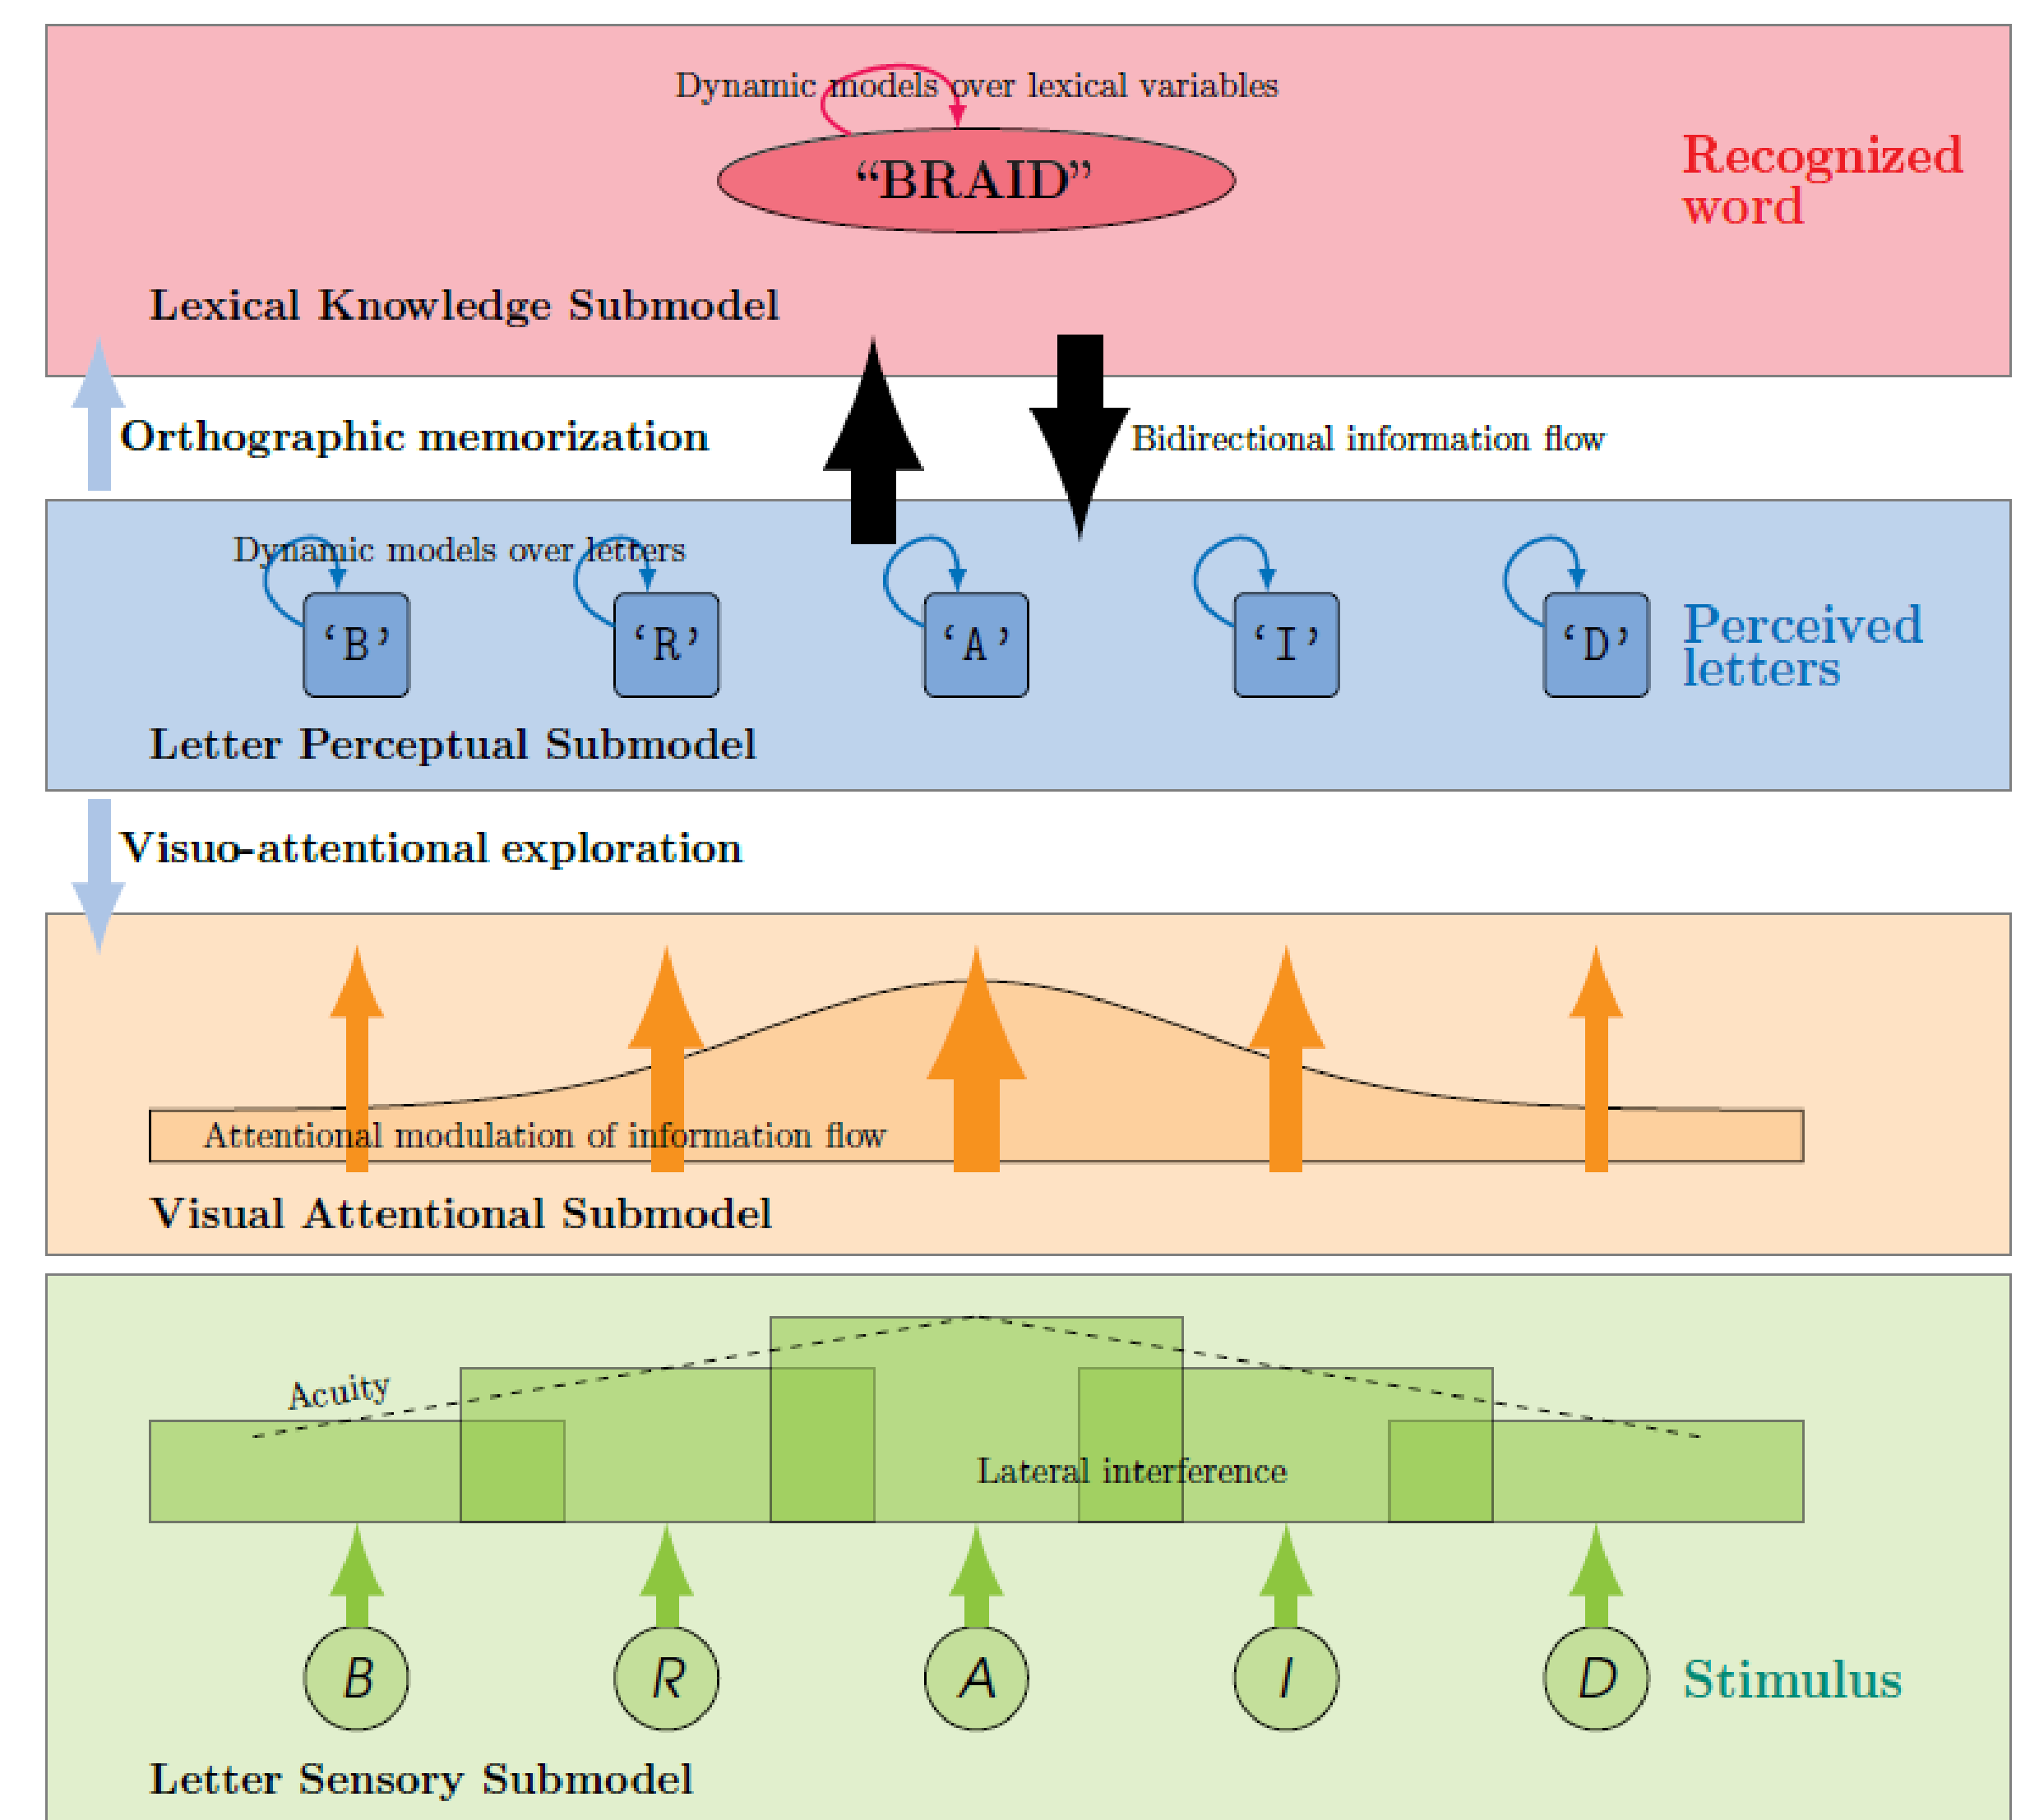 Dynamic models over lexical variables
“BRAID”
Recognized
word
Lexical Knowledge Submodel
Orthographic memorization
Bidirectional information flow
Dynamic models over letters
‘B’ ‘R’ ‘A’ ‘I’ ‘D’
Perceived
letters
Letter Perceptual Submodel
Visuo-attentional exploration
Attentional modulation of information flow
Visual Attentional Submodel
Acuity
Lateral interference
B R A I D
Stimulus
Letter Sensory Submodel